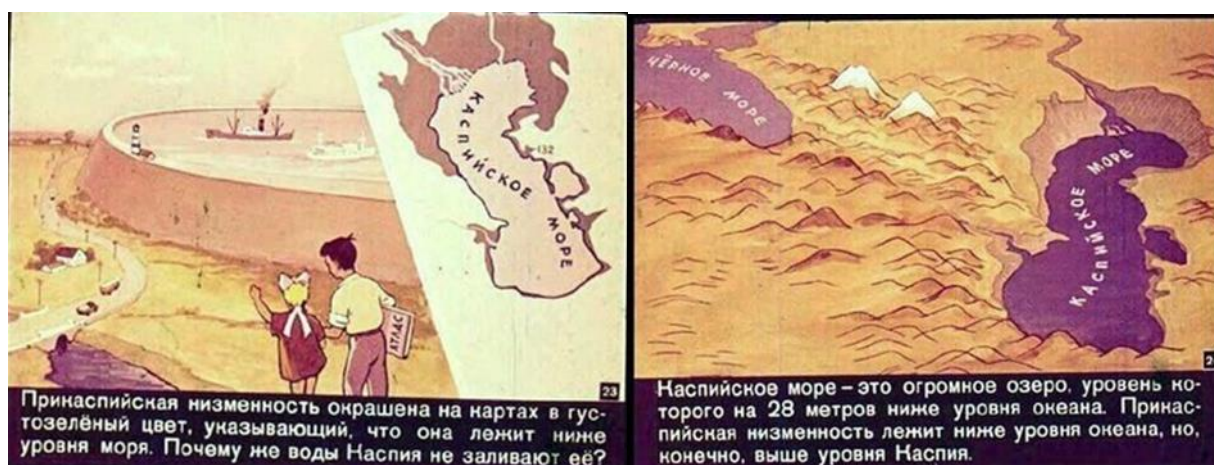 КАСПИЙСКОЕ МОРЕ
-132
АТЛАС
23
Прикаспийская низменность окрашена на картах в гус-
тозелёный цвет, указывающий, что она лежит ниже
уровня моря. Почему же воды Каспия не заливают её?
ЧЁРНОЕ МОРЕ
КАСПИЙСКОЕ МОРЕ
Каспийское море – это огромное озеро, уровень ко-
торого на 28 метров ниже уровня океана. Прикас-
пийская низменность лежит ниже уровня океана, но,
конечно, выше уровня Каспия.